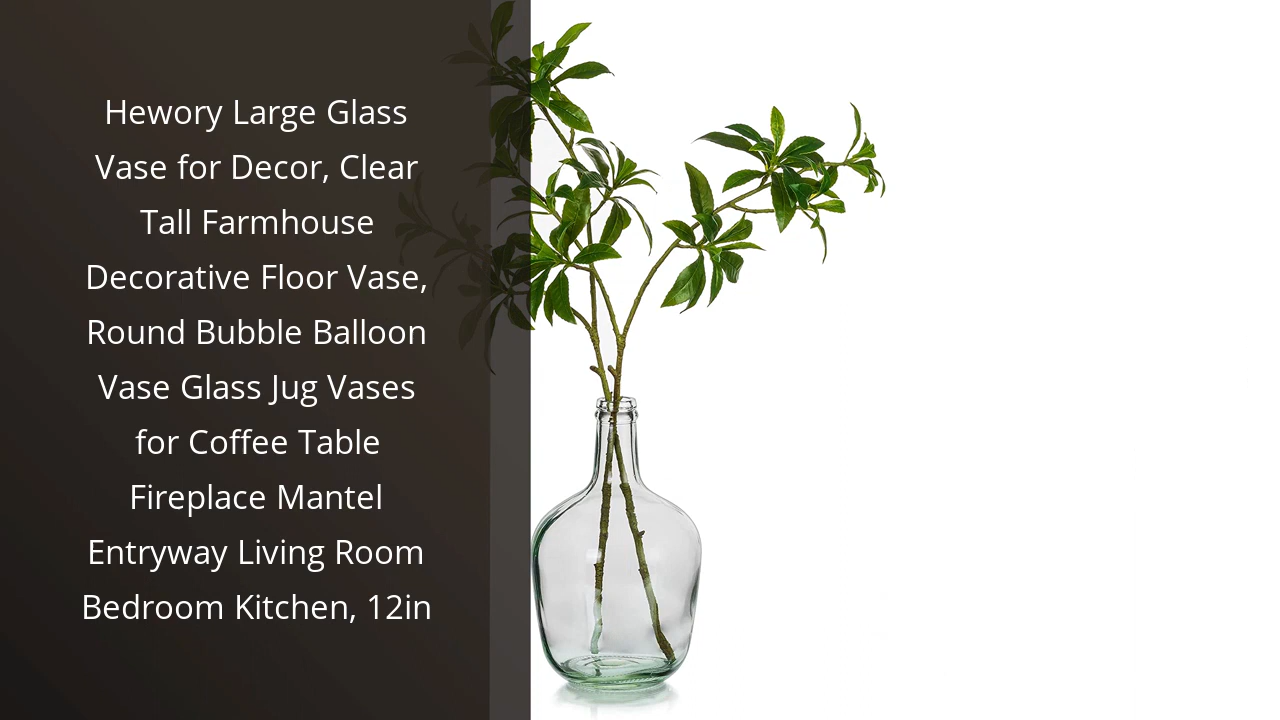 Hewory Large Glass
Vase for Decor, Clear
Tall Farmhouse
Decorative Floor Vase,
Round Bubble Balloon
Vase Glass Jug Vases
for Coffee Table
Fireplace Mantel
Entryway Living Room
Bedroom Kitchen, 12in